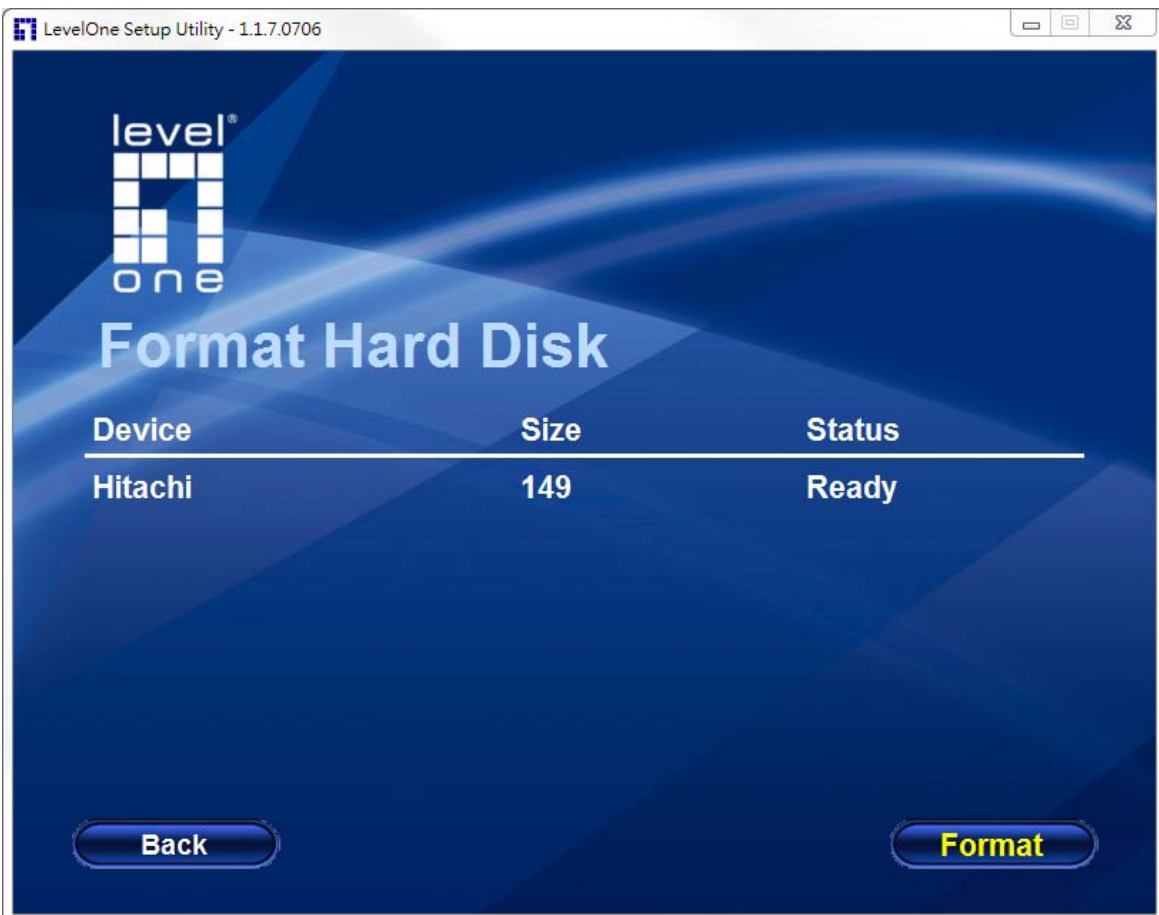 LevelOne Setup Utility - 1.1.7.0706
level®
one
Format Hard Disk
Device Size Status
Hitachi 149 Ready
Back Format